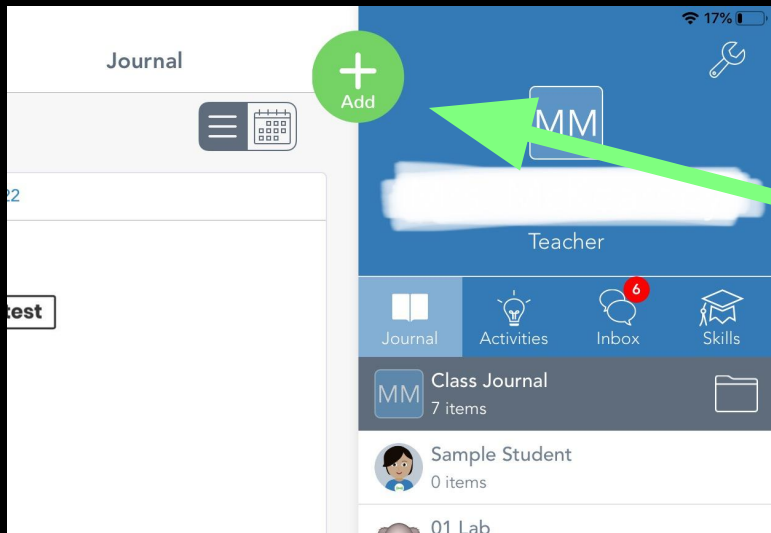 17%
Journal
Add
MM
22
Teacher
test
6
Journal Activities Inbox Skills
MM Class Journal
7 items
Sample Student
0 items
01 Lab